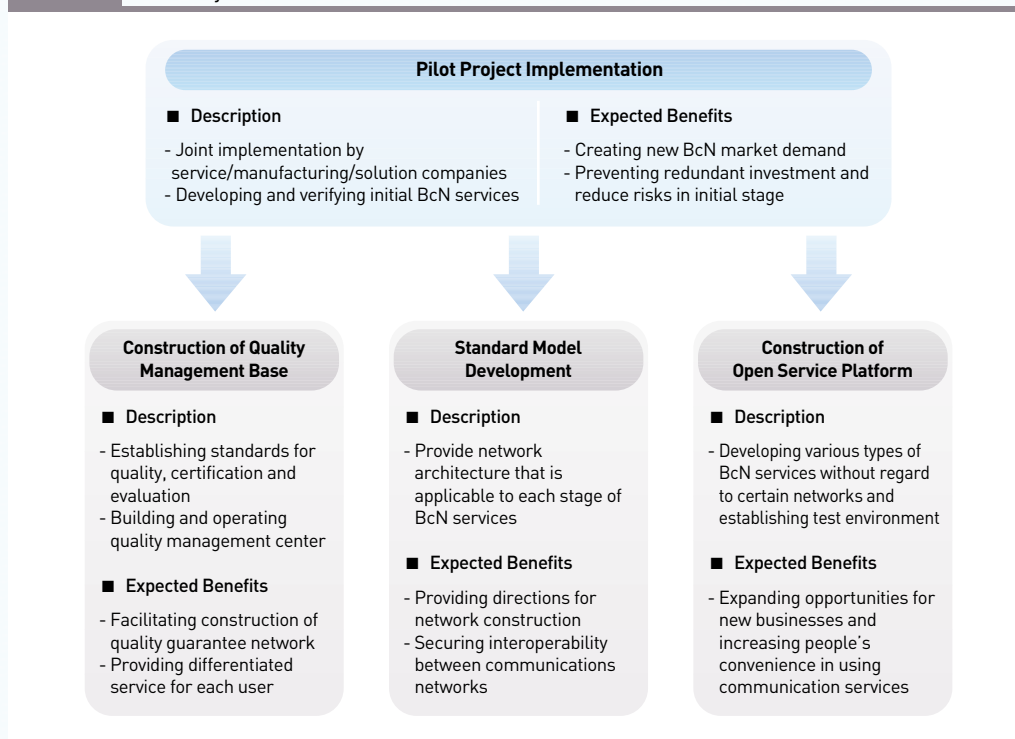 Pilot Project Implementation
■ Description
- Joint implementation by
service/manufacturing/solution companies
- Developing and verifying initial BcN services
■ Expected Benefits
- Creating new BcN market demand
- Preventing redundant investment and
reduce risks in initial stage
Construction of Quality
Management Base
■ Description
- Establishing standards for
quality, certification and
evaluation
- Building and operating
quality management center
■ Expected Benefits
- Facilitating construction of
quality guarantee network
- Providing differentiated
service for each user
Standard Model
Development
■ Description
- Provide network
architecture that is
applicable to each stage of
BcN services
■ Expected Benefits
- Providing directions for
network construction
- Securing interoperability
between communications
networks
Construction of
Open Service Platform
■ Description
- Developing various types of
BcN services without regard
to certain networks and
establishing test environment
■ Expected Benefits
- Expanding opportunities for
new businesses and
increasing people's
convenience in using
communication services